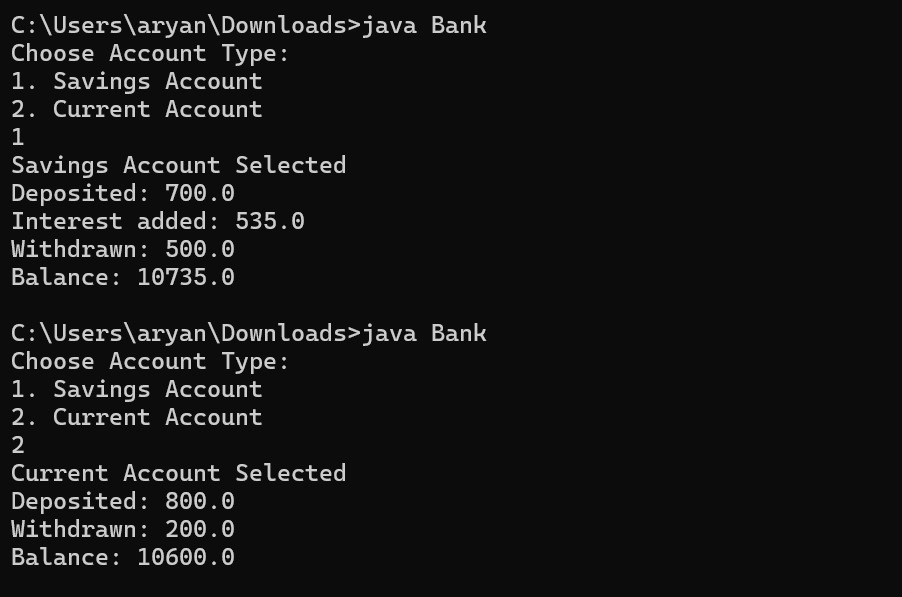 C:\Users\aryan\Downloads>java Bank
Choose Account Type:
1. Savings Account
2. Current Account
1
Savings Account Selected
Deposited: 700.0
Interest added: 535.0
Withdrawn: 500.0
Balance: 10735.0
C:\Users\aryan\Downloads>java Bank
Choose Account Type:
1. Savings Account
2. Current Account
2
Current Account Selected
Deposited: 800.0
Withdrawn: 200.0
Balance: 10600.0